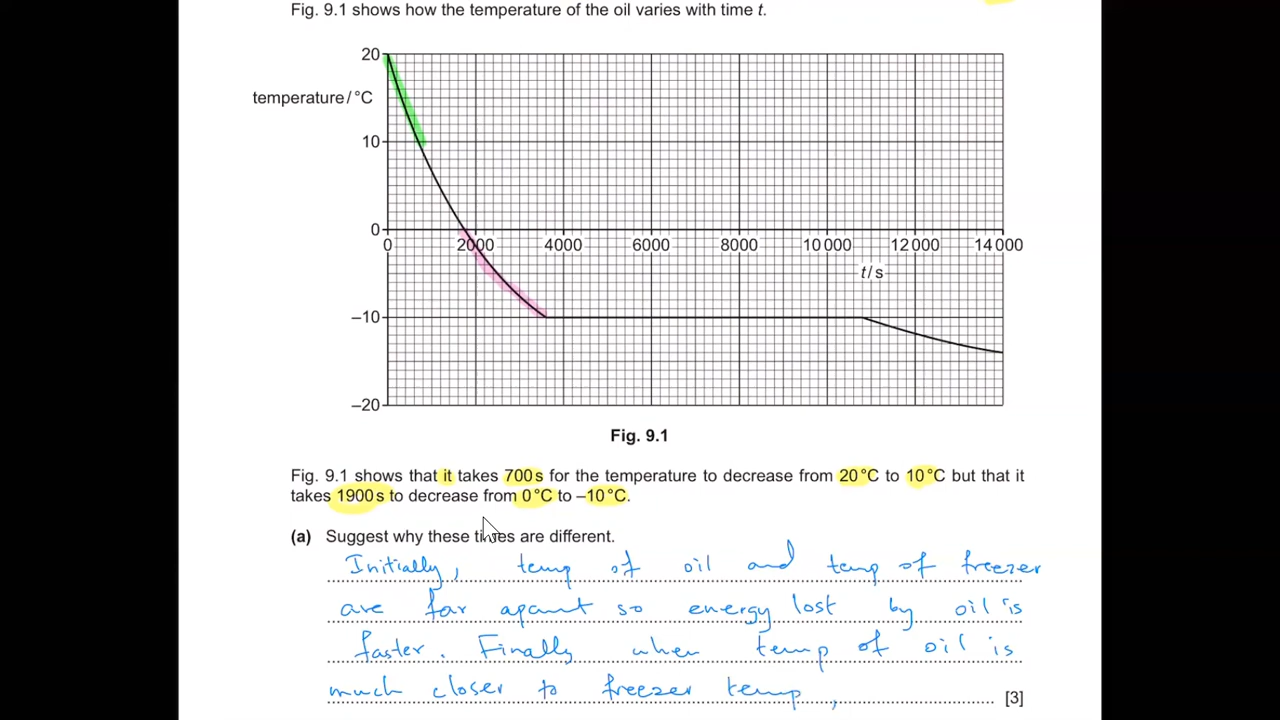 Fig. 9.1 shows how the temperature of the oil varies with time t.
20
temperature / °C
10
0
0 2000 4000 6000 8000 10 000 12 000 14 000
t / s
–10
–20
Fig. 9.1
Fig. 9.1 shows that it takes 700 s for the temperature to decrease from 20 °C to 10 °C but that it
takes 1900 s to decrease from 0 °C to –10 °C.
(a) Suggest why these times are different.
Initially, temp of oil and temp of freezer
are far apart so energy lost by oil is
faster. Finally when temp of oil is
much closer to freezer temp,
[3]